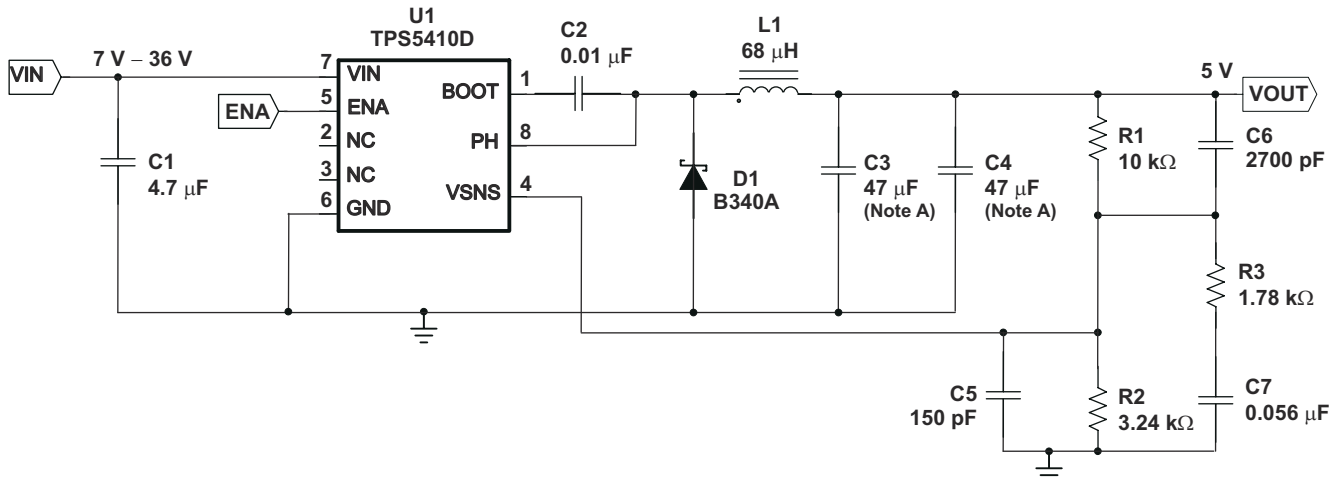 U1
TPS5410D
C2
0.01 μF
L1
68 μH
7 V – 36 V
VIN
7
VIN
BOOT
1
5 V
VOUT
ENA
5
ENA
2
NC
PH
8
3
NC
VSNS
4
6
GND
C1
4.7 μF
D1
B340A
C3
47 μF
(Note A)
C4
47 μF
(Note A)
R1
10 kΩ
C6
2700 pF
R3
1.78 kΩ
C5
150 pF
R2
3.24 kΩ
C7
0.056 μF